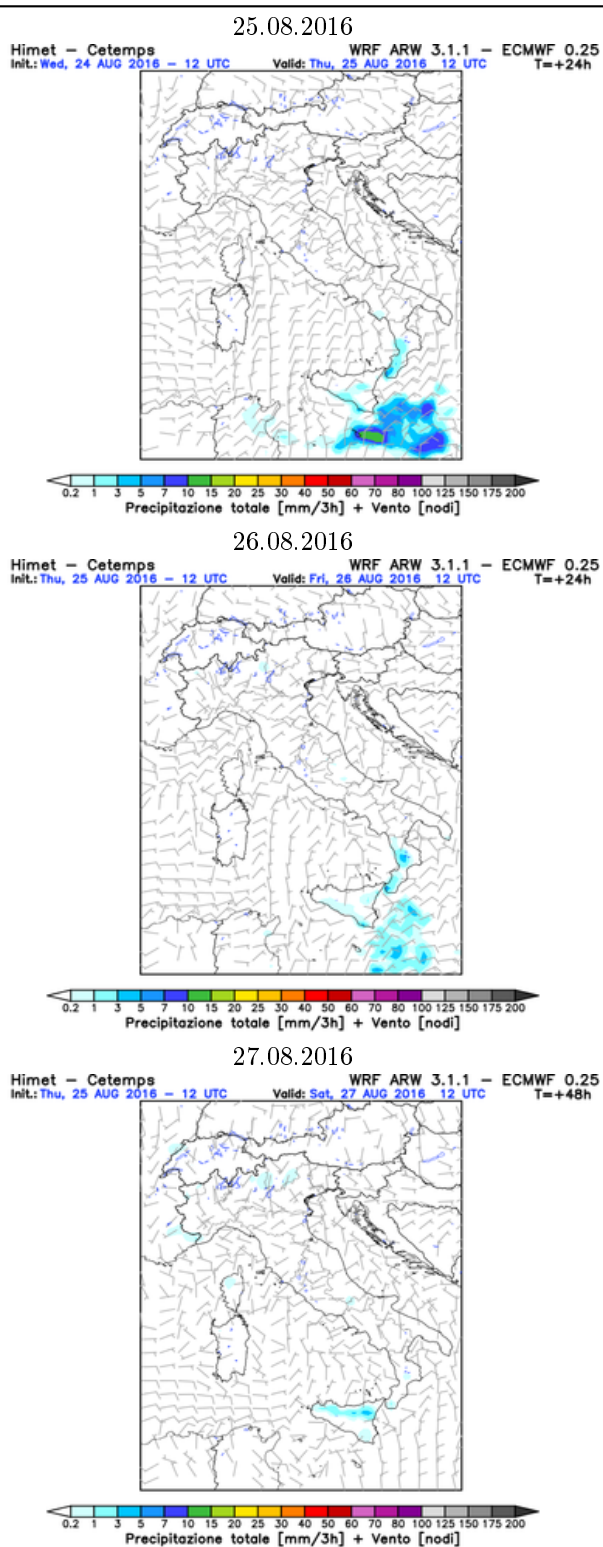 25.08.2016
Himet – Cetemps WRF ARW 3.1.1 – ECMWF 0.25
Init.: Wed, 24 AUG 2016 – 12 UTC Valid: Thu, 25 AUG 2016 12 UTC T=+24h
0.2 1 3 5 7 10 15 20 25 30 40 50 60 70 80 100 125 150 175 200
Precipitazione totale [mm/3h] + Vento [nodi]
26.08.2016
Himet – Cetemps WRF ARW 3.1.1 – ECMWF 0.25
Init.: Thu, 25 AUG 2016 – 12 UTC Valid: Fri, 26 AUG 2016 12 UTC T=+24h
0.2 1 3 5 7 10 15 20 25 30 40 50 60 70 80 100 125 150 175 200
Precipitazione totale [mm/3h] + Vento [nodi]
27.08.2016
Himet – Cetemps WRF ARW 3.1.1 – ECMWF 0.25
Init.: Thu, 25 AUG 2016 – 12 UTC Valid: Sat, 27 AUG 2016 12 UTC T=+48h
0.2 1 3 5 7 10 15 20 25 30 40 50 60 70 80 100 125 150 175 200
Precipitazione totale [mm/3h] + Vento [nodi]